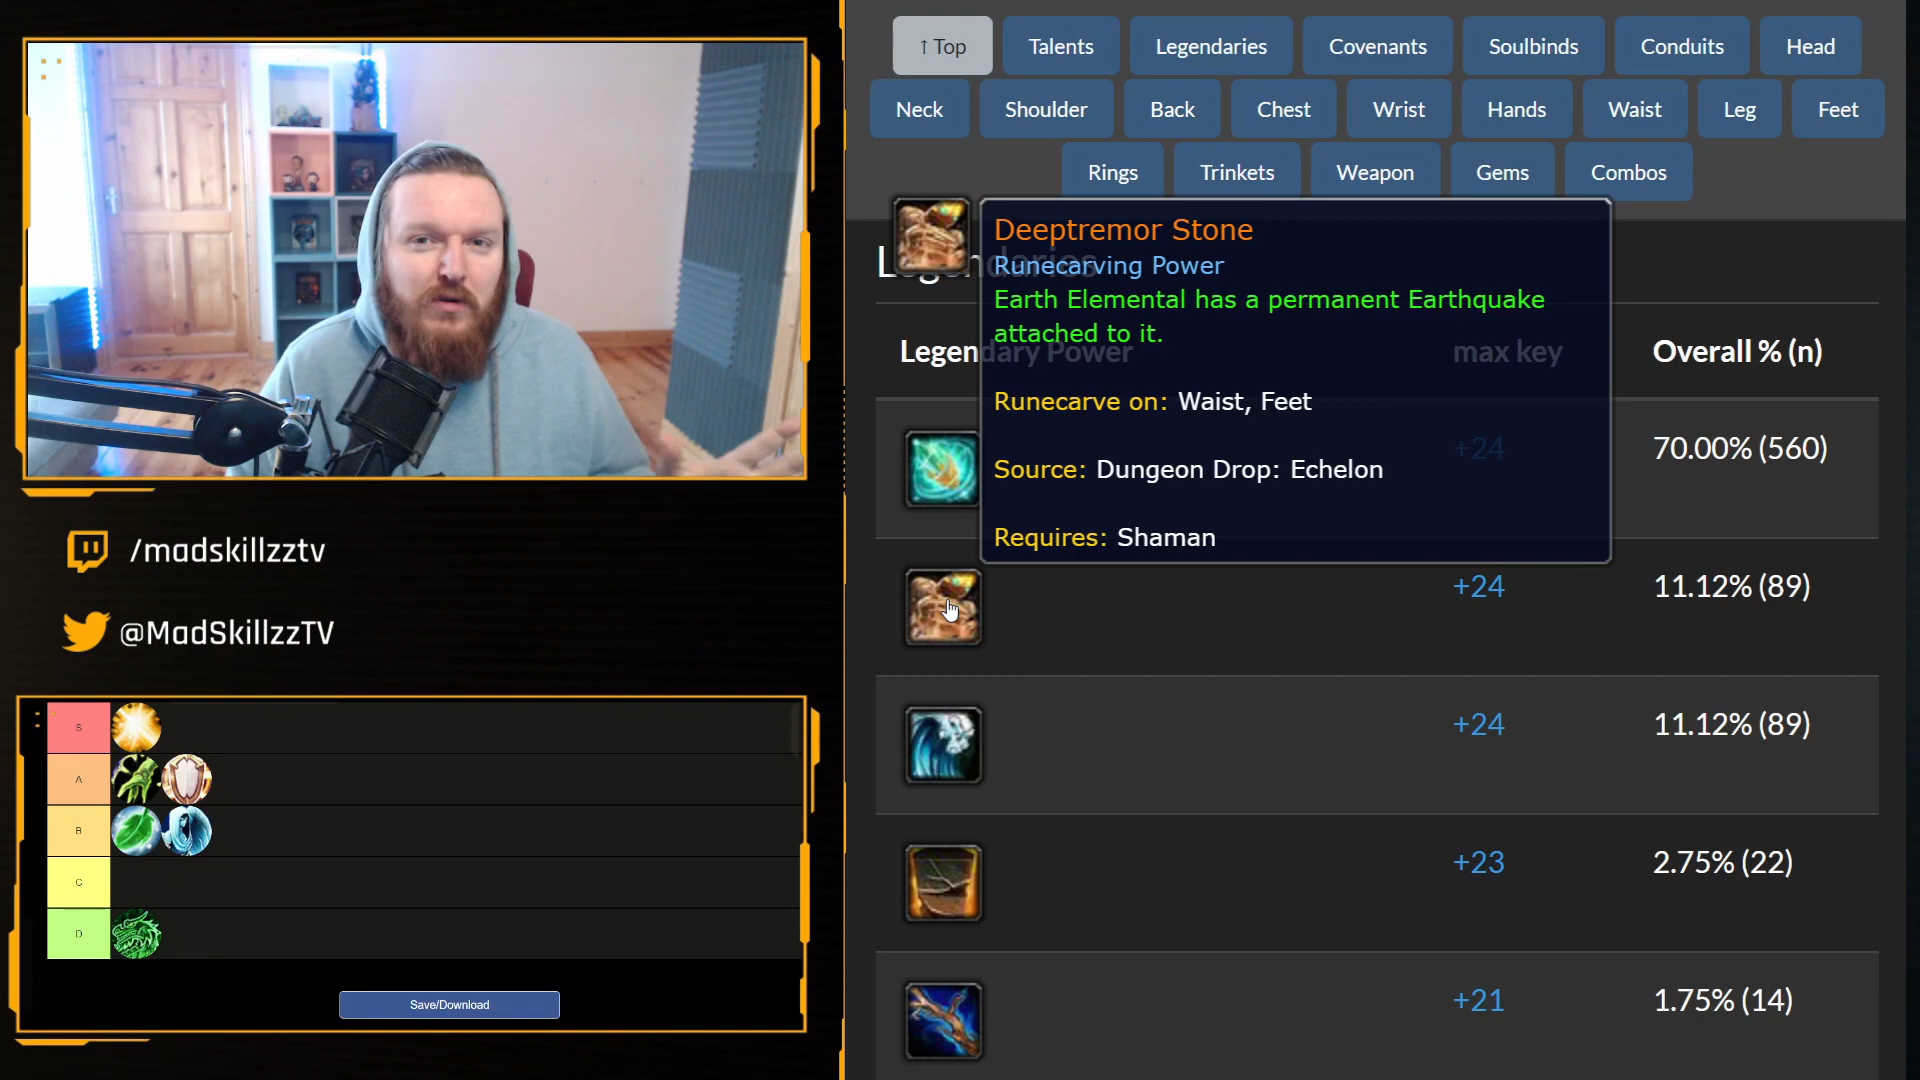 ↑ Top
Talents
Legendaries
Covenants
Soulbinds
Conduits
Head
Neck
Shoulder
Back
Chest
Wrist
Hands
Waist
Leg
Feet
Rings
Trinkets
Weapon
Gems
Combos
Legendaries
Deeptremor Stone
Runecarving Power
Earth Elemental has a permanent Earthquake
attached to it.
Runecarve on: Waist, Feet
Source: Dungeon Drop: Echelon
Requires: Shaman
Legendary Power
max key
Overall % (n)
+24
70.00% (560)
+24
11.12% (89)
+24
11.12% (89)
+23
2.75% (22)
+21
1.75% (14)
/madskillzztv
@MadSkillzzTV
S
A
B
C
D
Save/Download